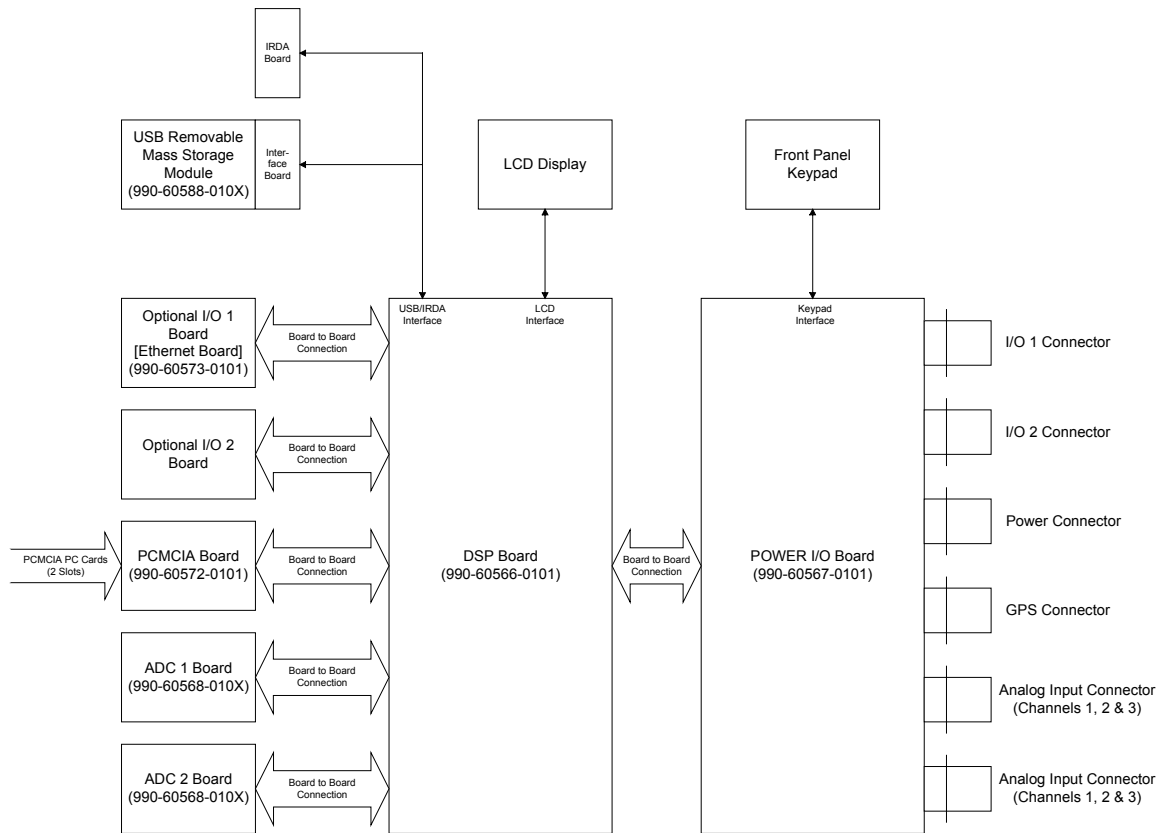 IRDA
Board
USB Removable
Mass Storage
Module
(990-60588-010X)
Inter-
face
Board
LCD Display
Front Panel
Keypad
USB/IRDA
Interface
LCD
Interface
Keypad
Interface
Optional I/O 1
Board
[Ethernet Board]
(990-60573-0101)
Board to Board
Connection
I/O 1 Connector
Optional I/O 2
Board
Board to Board
Connection
I/O 2 Connector
Power Connector
PCMCIA PC Cards
(2 Slots)
PCMCIA Board
(990-60572-0101)
Board to Board
Connection
DSP Board
(990-60566-0101)
Board to Board
Connection
POWER I/O Board
(990-60567-0101)
GPS Connector
ADC 1 Board
(990-60568-010X)
Board to Board
Connection
Analog Input Connector
(Channels 1, 2 & 3)
ADC 2 Board
(990-60568-010X)
Board to Board
Connection
Analog Input Connector
(Channels 1, 2 & 3)